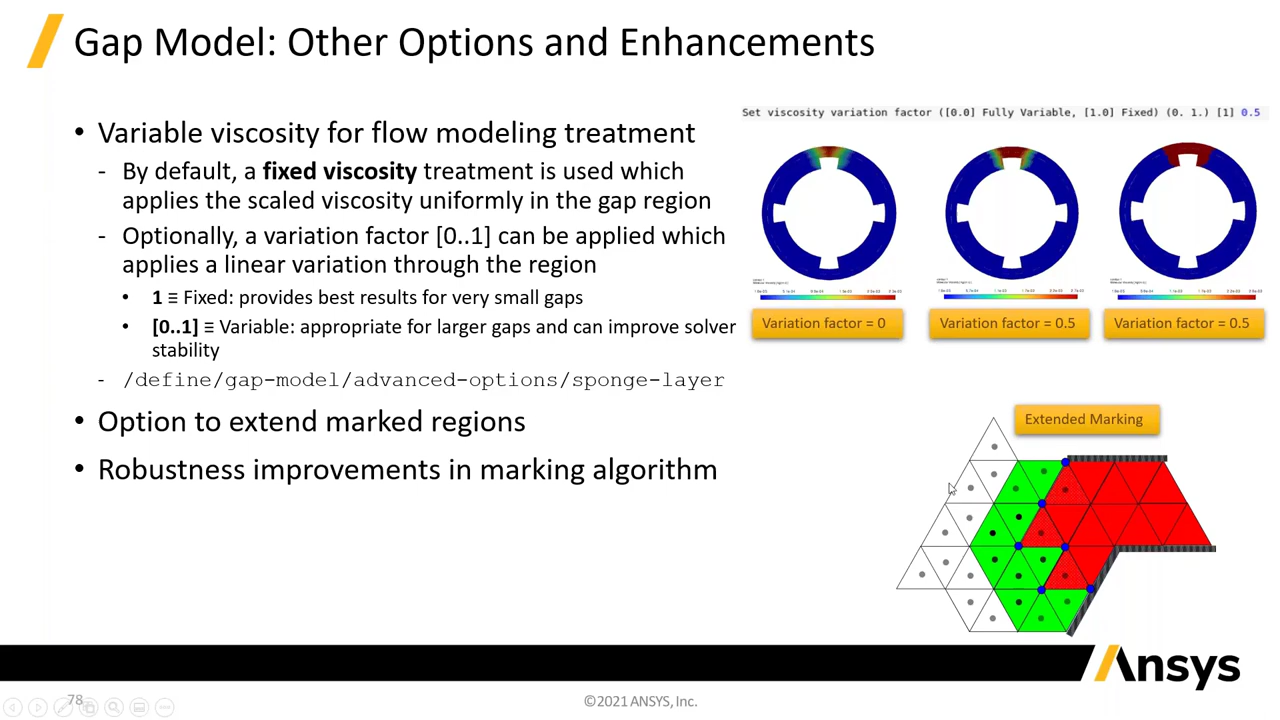 Gap Model: Other Options and Enhancements
• Variable viscosity for flow modeling treatment
- By default, a fixed viscosity treatment is used which
applies the scaled viscosity uniformly in the gap region
- Optionally, a variation factor [0..1] can be applied which
applies a linear variation through the region
• 1 ≡ Fixed: provides best results for very small gaps
• [0..1] ≡ Variable: appropriate for larger gaps and can improve solver
stability
- /define/gap-model/advanced-options/sponge-layer
• Option to extend marked regions
• Robustness improvements in marking algorithm
Set viscosity variation factor ([0.0] Fully Variable, [1.0] Fixed) (0. 1.) [1] 0.5
Variation factor = 0
Variation factor = 0.5
Variation factor = 0.5
Extended Marking
Ansys
78
©2021 ANSYS, Inc.